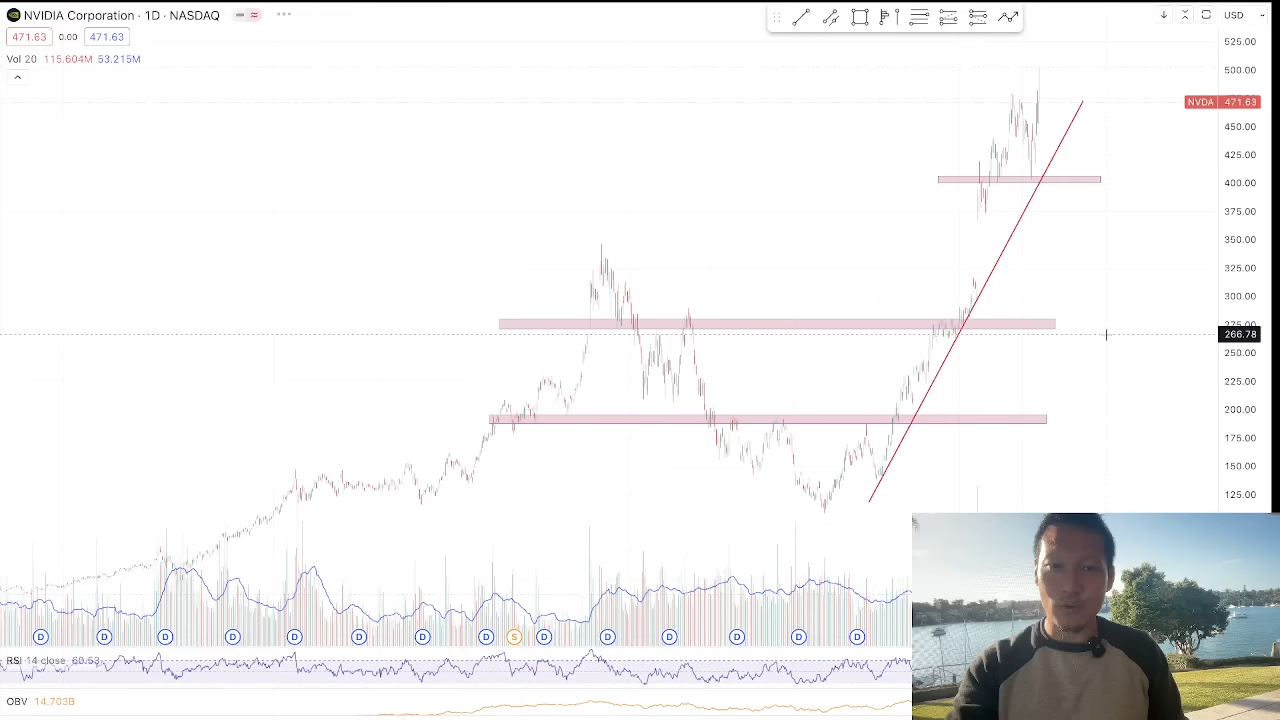 NVIDIA Corporation · 1D · NASDAQ
USD
471.63 0.00 471.63
Vol 20 115.604M 53.215M
525.00
500.00
NVDA 471.63
450.00
425.00
400.00
375.00
350.00
325.00
300.00
275.00
266.78
250.00
225.00
200.00
175.00
150.00
125.00
D D D D D D D D S D D D D D D
RSI 14 close 60.53
OBV 14.703B